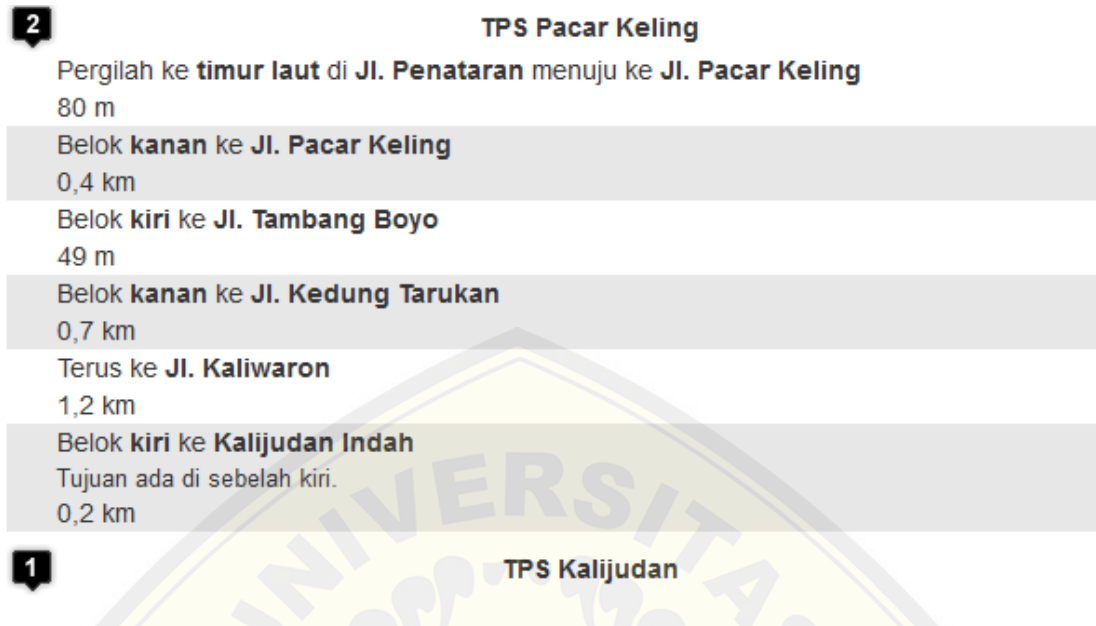 2
TPS Pacar Keling
Pergilah ke timur laut di Jl. Penataran menuju ke Jl. Pacar Keling
80 m
Belok kanan ke Jl. Pacar Keling
0,4 km
Belok kiri ke Jl. Tambang Boyo
49 m
Belok kanan ke Jl. Kedung Tarukan
0,7 km
Terus ke Jl. Kaliwaron
1,2 km
Belok kiri ke Kalijudan Indah
Tujuan ada di sebelah kiri.
0,2 km
1
TPS Kalijudan